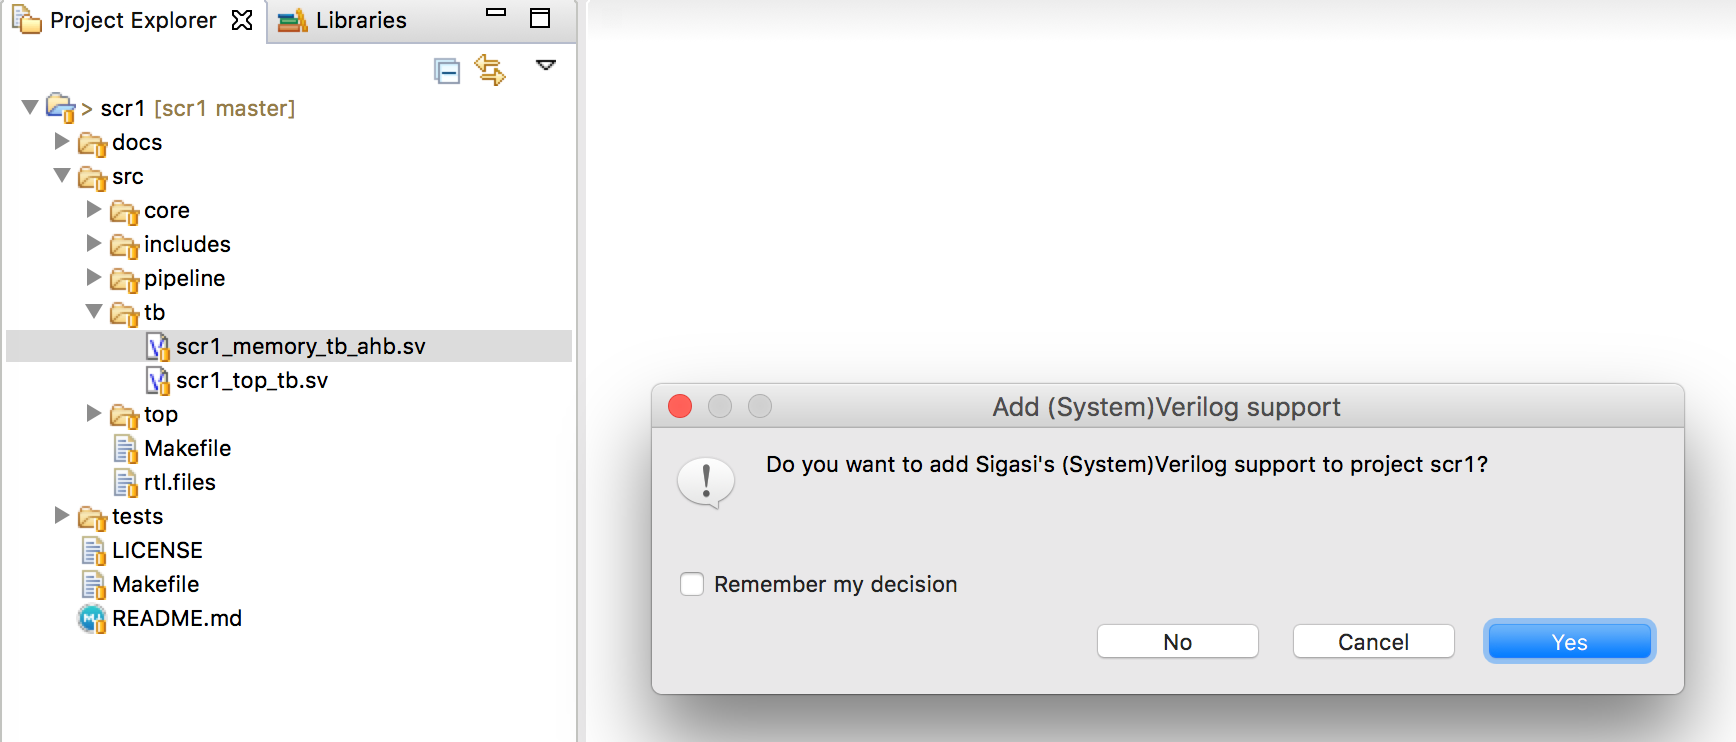 Project Explorer
Libraries
> scr1 [scr1 master]
docs
src
core
includes
pipeline
tb
scr1_memory_tb_ahb.sv
scr1_top_tb.sv
top
Makefile
rtl.files
tests
LICENSE
Makefile
README.md
Add (System)Verilog support
Do you want to add Sigasi's (System)Verilog support to project scr1?
Remember my decision
No
Cancel
Yes